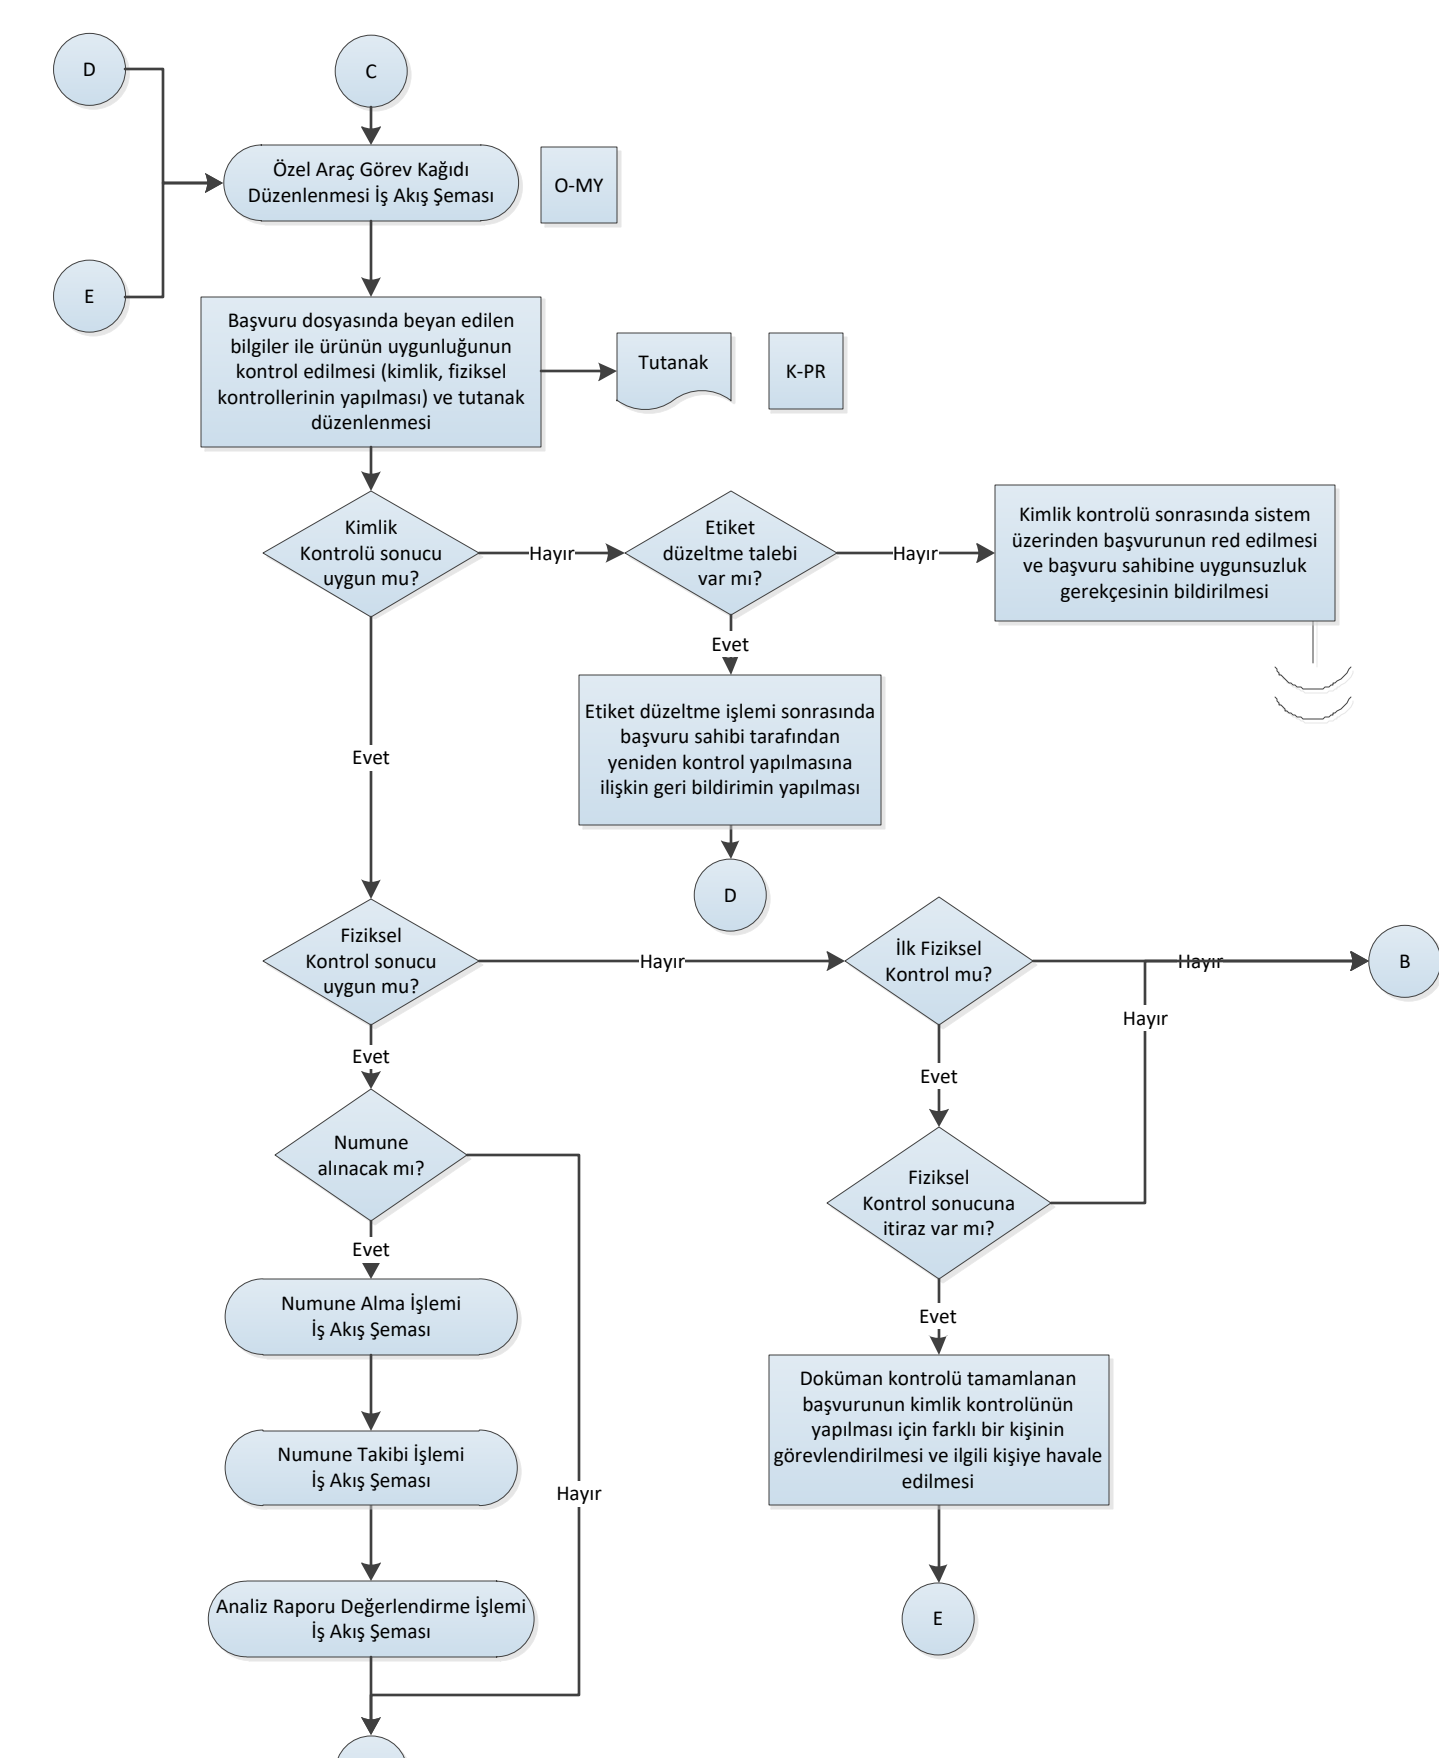 D
C
Özel Araç Görev Kağıdı
Düzenlenmesi İş Akış Şeması
O-MY
E
Başvuru dosyasında beyan edilen
bilgiler ile ürünün uygunluğunun
kontrol edilmesi (kimlik, fiziksel
kontrollerinin yapılması) ve tutanak
düzenlenmesi
Tutanak
K-PR
Kimlik
Kontrolü sonucu
uygun mu?
Hayır
Etiket
düzeltme talebi
var mı?
Hayır
Kimlik kontrolü sonrasında sistem
üzerinden başvurunun red edilmesi
ve başvuru sahibine uygunsuzluk
gerekçesinin bildirilmesi
Evet
Etiket düzeltme işlemi sonrasında
başvuru sahibi tarafından
yeniden kontrol yapılmasına
ilişkin geri bildirimin yapılması
Evet
D
Fiziksel
Kontrol sonucu
uygun mu?
Hayır
İlk Fiziksel
Kontrol mu?
Hayır
B
Hayır
Evet
Evet
Numune
alınacak mı?
Fiziksel
Kontrol sonucuna
itiraz var mı?
Evet
Numune Alma İşlemi
İş Akış Şeması
Evet
Doküman kontrolü tamamlanan
başvurunun kimlik kontrolünün
yapılması için farklı bir kişinin
görevlendirilmesi ve ilgili kişiye havale
edilmesi
Numune Takibi İşlemi
İş Akış Şeması
Hayır
Analiz Raporu Değerlendirme İşlemi
İş Akış Şeması
E